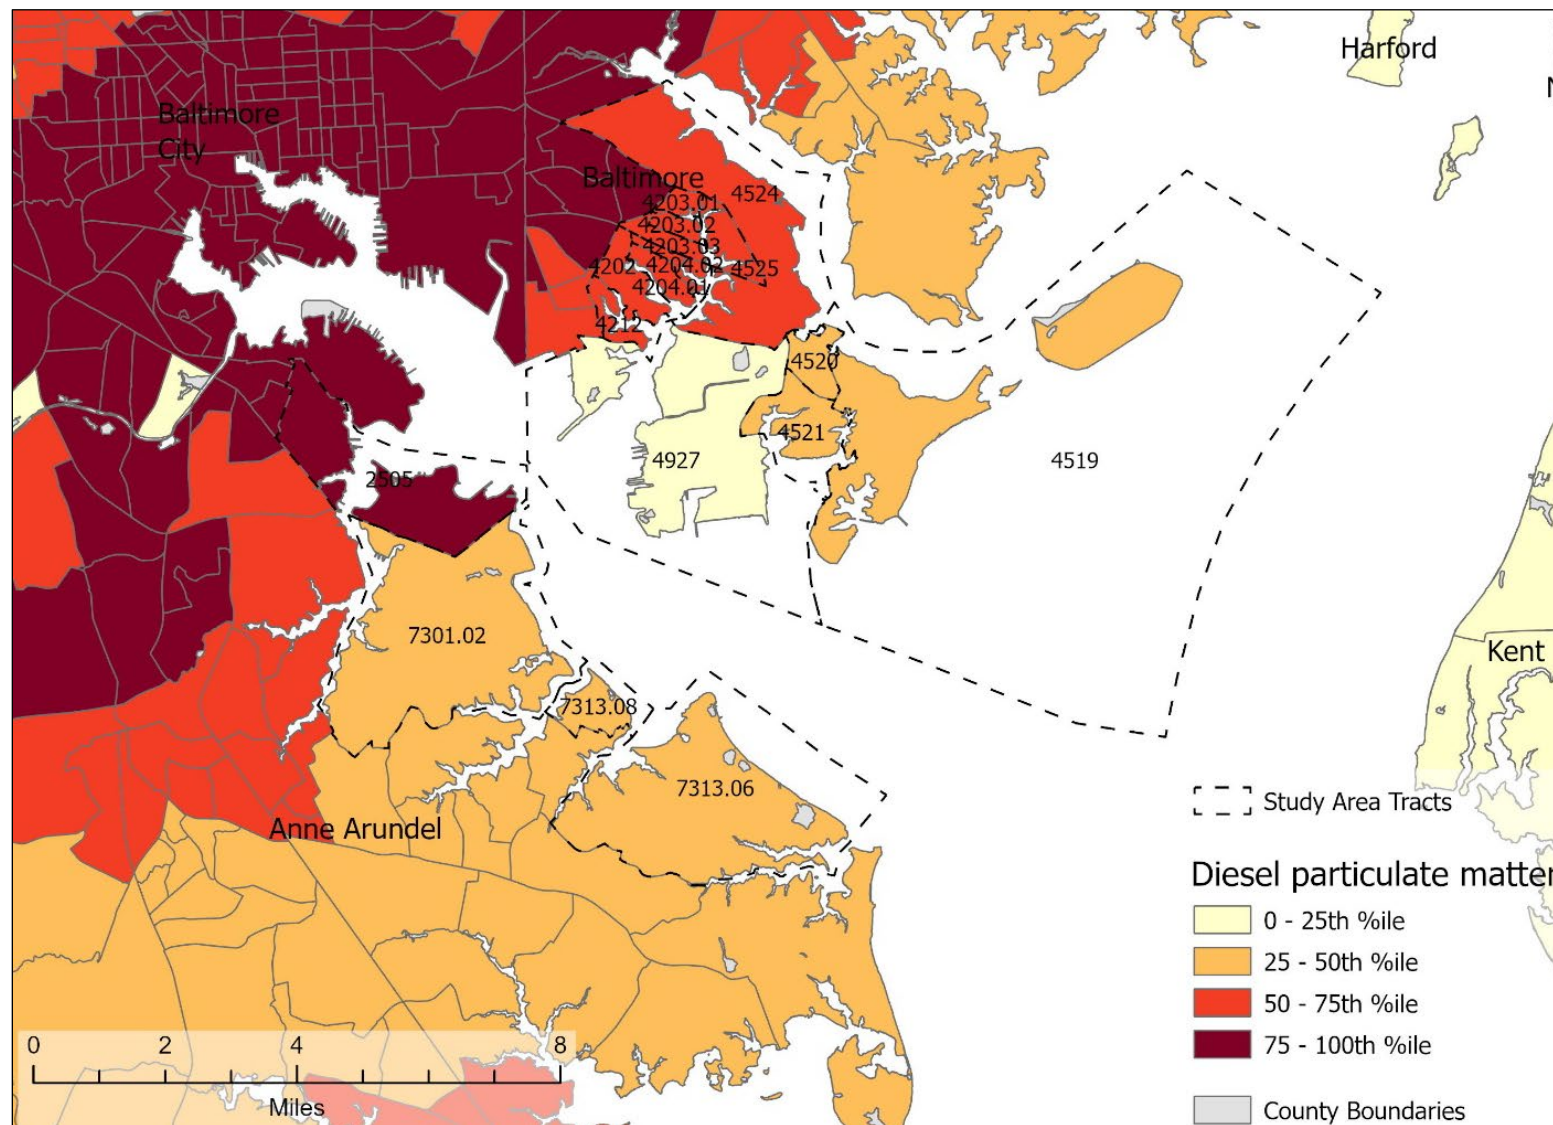 Harford
N
Baltimore
City
Baltimore
4524
4203.01
4203.02
4203.03
4202
4204.02
4525
4204.01
4212
4520
4521
4927
4519
2505
7301.02
Kent
7313.08
7313.06
Anne Arundel
Study Area Tracts
Diesel particulate matter
0 - 25th %ile
25 - 50th %ile
50 - 75th %ile
75 - 100th %ile
County Boundaries
0 2 4 8
Miles